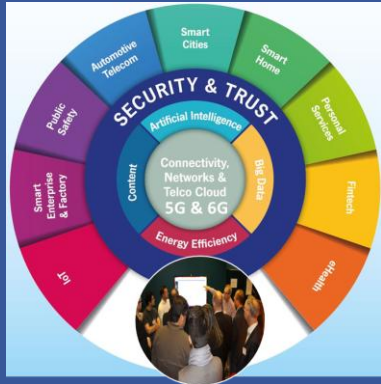 Smart
Cities
Automotive
Telecom
Smart
Home
Public
Safety
Personal
Services
Smart
Enterprise
& Factory
Fintech
IoT
eHealth
SECURITY & TRUST
Artificial Intelligence
Content
Big Data
Connectivity,
Networks &
Telco Cloud
5G & 6G
Energy Efficiency